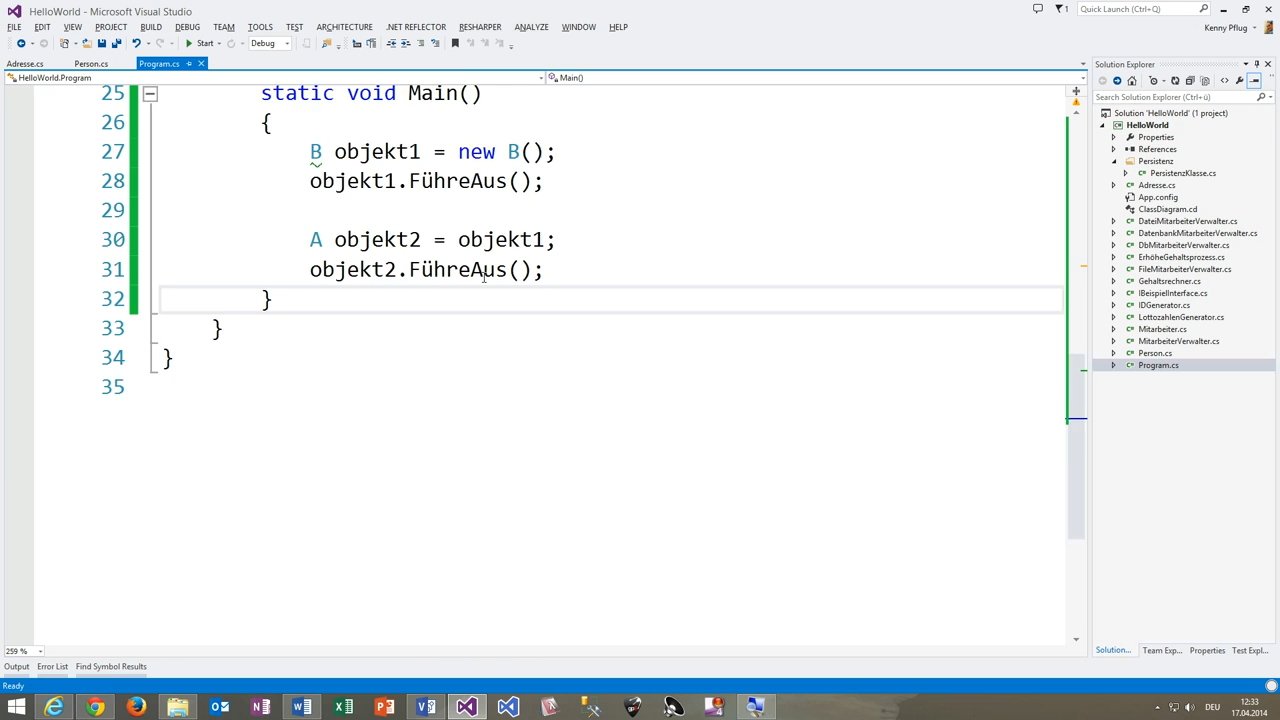 HelloWorld - Microsoft Visual Studio
1
Quick Launch (Ctrl+Q)
FILE EDIT VIEW PROJECT BUILD DEBUG TEAM TOOLS TEST ARCHITECTURE .NET REFLECTOR RESHARPER ANALYZE WINDOW HELP
Kenny Pflug
Start Debug
Adresse.cs Person.cs Program.cs
HelloWorld.Program
Main()
25 static void Main()
26 {
27 B objekt1 = new B();
28 objekt1.FühreAus();
29
30 A objekt2 = objekt1;
31 objekt2.FühreAus();
32 }
33 }
34 }
35
259 %
Solution Explorer
Search Solution Explorer (Ctrl+ü)
Solution 'HelloWorld' (1 project)
HelloWorld
Properties
References
Persistenz
PersistenzKlasse.cs
Adresse.cs
App.config
ClassDiagram.cd
DateiMitarbeiterVerwalter.cs
DatenbankMitarbeiterVerwalter.cs
DbMitarbeiterVerwalter.cs
ErhöheGehaltsprozess.cs
FileMitarbeiterVerwalter.cs
Gehaltsrechner.cs
IBeispielInterface.cs
IDGenerator.cs
LottozahlenGenerator.cs
Mitarbeiter.cs
MitarbeiterVerwalter.cs
Person.cs
Program.cs
Solution... Team Exp... Properties Test Expl...
Output Error List Find Symbol Results
Ready
DEU
12:33
17.04.2014